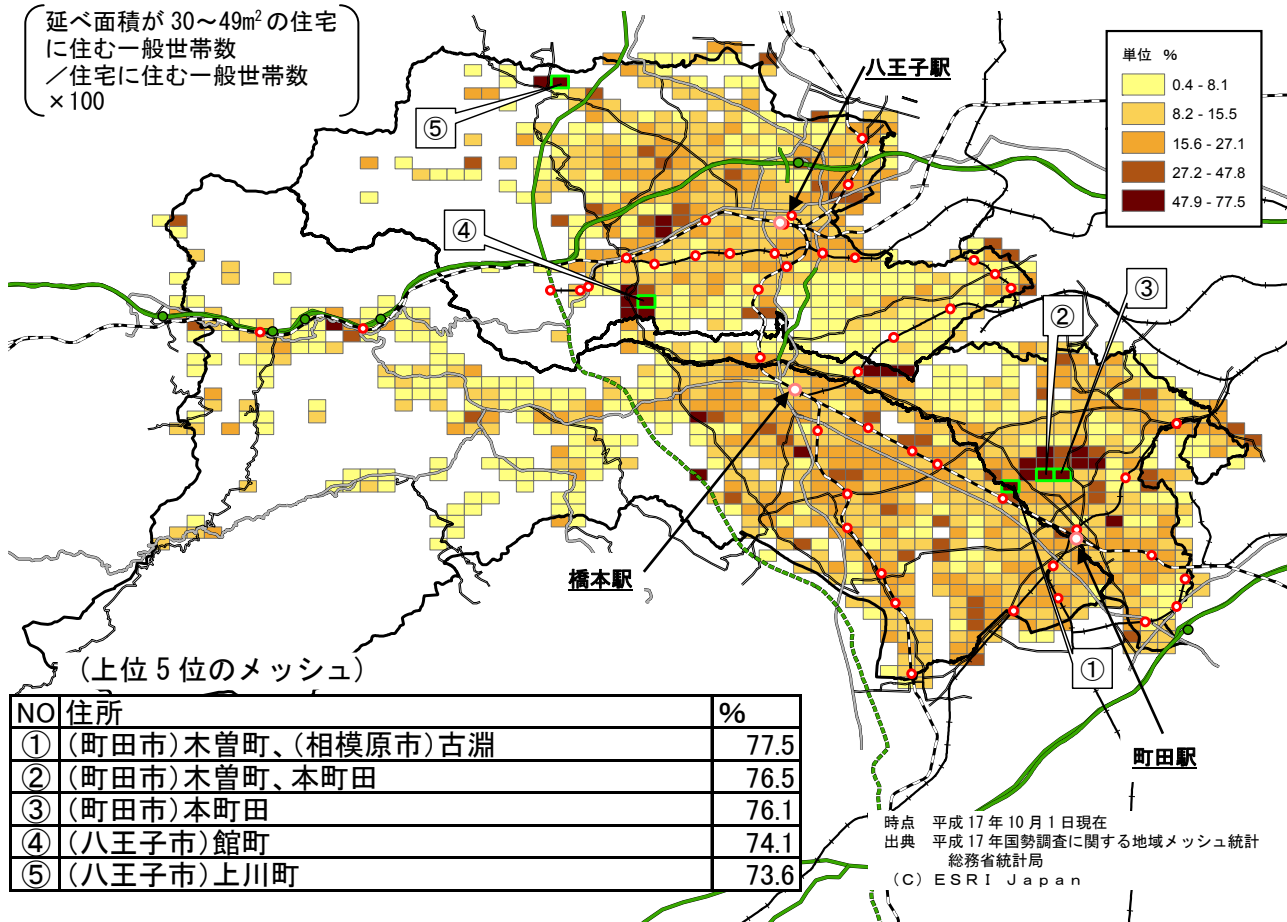 延べ面積が 30～49m²の住宅
に住む一般世帯数
／住宅に住む一般世帯数
×100
八王子駅
単位 %
0.4 - 8.1
8.2 - 15.5
15.6 - 27.1
27.2 - 47.8
47.9 - 77.5
⑤
④
③
②
橋本駅
①
町田駅
(上位 5 位のメッシュ)
NO 住所 %
① (町田市)木曽町、(相模原市)古淵 77.5
② (町田市)木曽町、本町田 76.5
③ (町田市)本町田 76.1
④ (八王子市)館町 74.1
⑤ (八王子市)上川町 73.6
時点 平成 17 年 10 月 1 日現在
出典 平成 17 年国勢調査に関する地域メッシュ統計
総務省統計局
(C) ESRI Japan